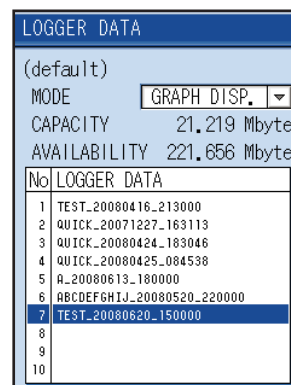 LOGGER DATA
(default)
MODE GRAPH DISP.
CAPACITY 21.219 Mbyte
AVAILABILITY 221.656 Mbyte
No LOGGER DATA
1 TEST_20080416_213000
2 QUICK_20071227_163113
3 QUICK_20080424_183046
4 QUICK_20080425_084538
5 A_20080613_180000
6 ABCDEFGHIJ_20080520_220000
7 TEST_20080620_150000
8
9
10